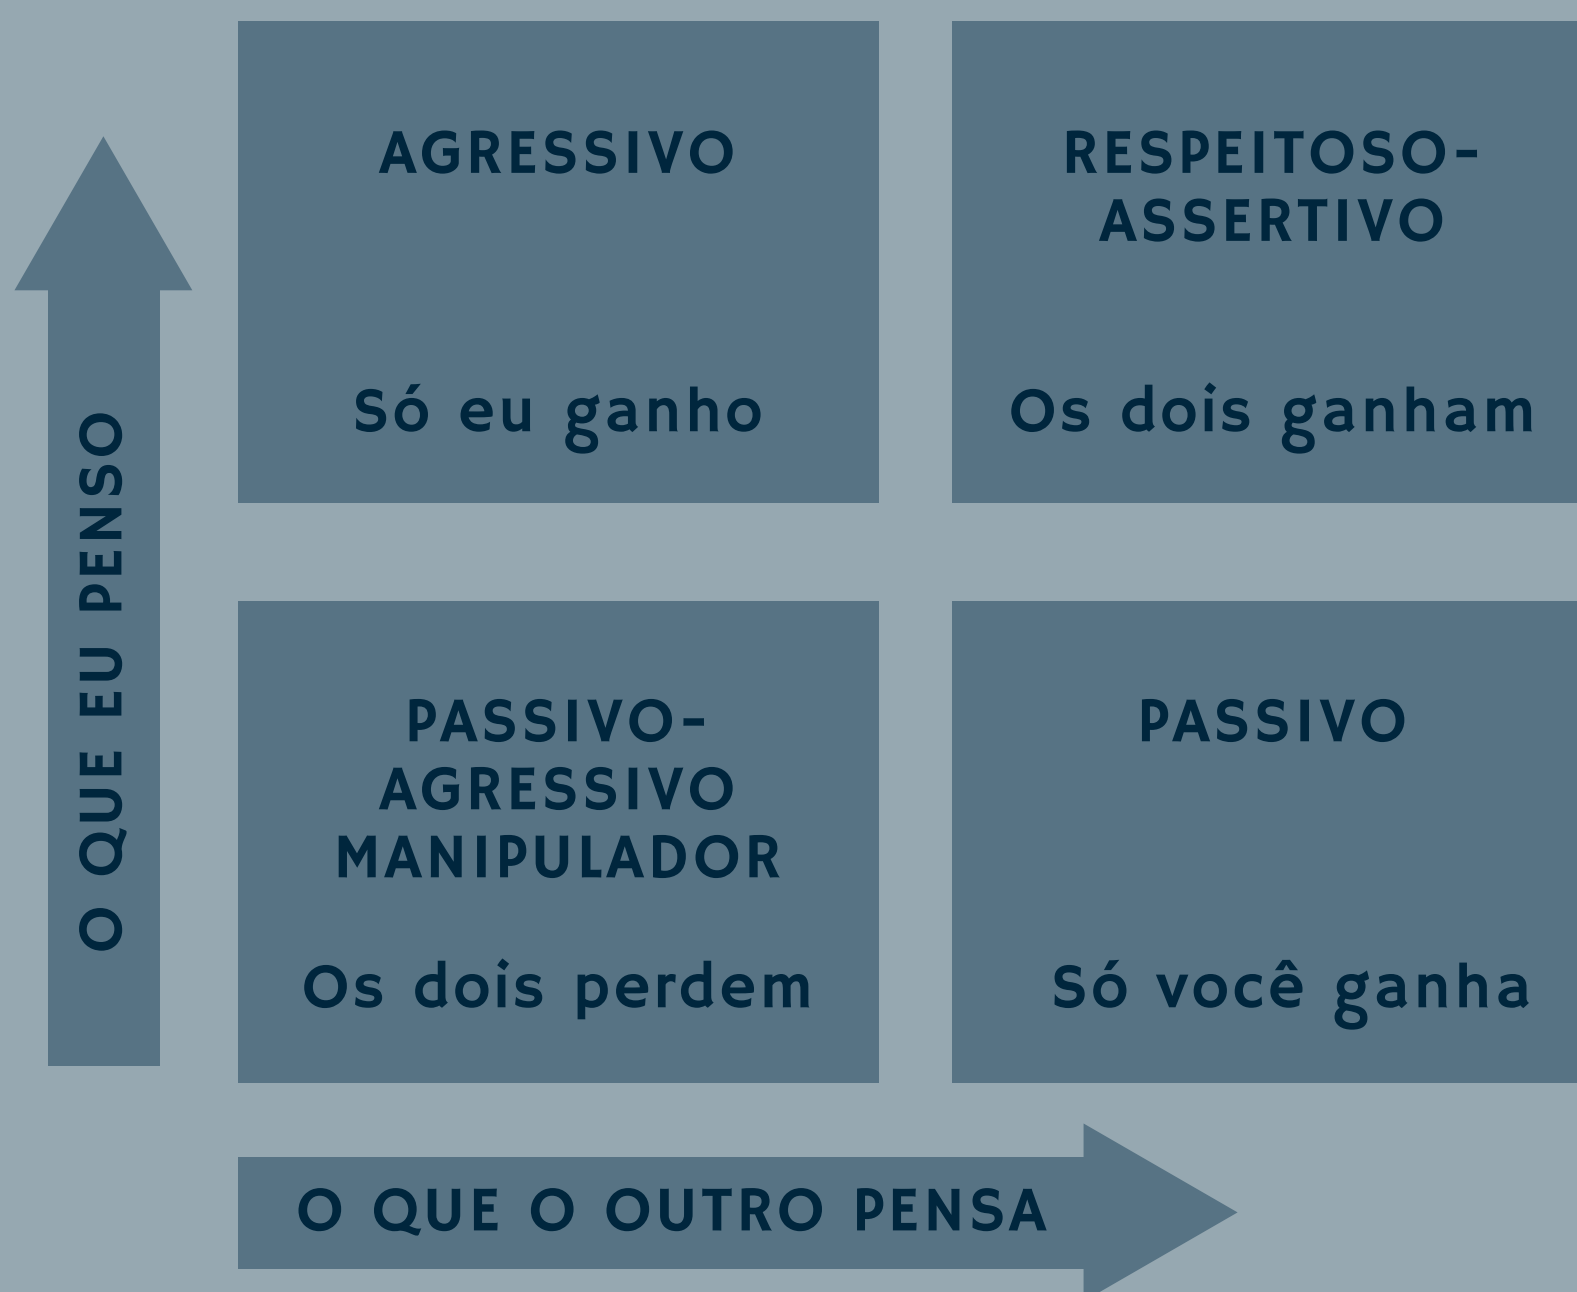 AGRESSIVO
Só eu ganho
RESPEITOSO-
ASSERTIVO
Os dois ganham
O QUE EU PENSO
PASSIVO-
AGRESSIVO
MANIPULADOR
Os dois perdem
PASSIVO
Só você ganha
O QUE O OUTRO PENSA